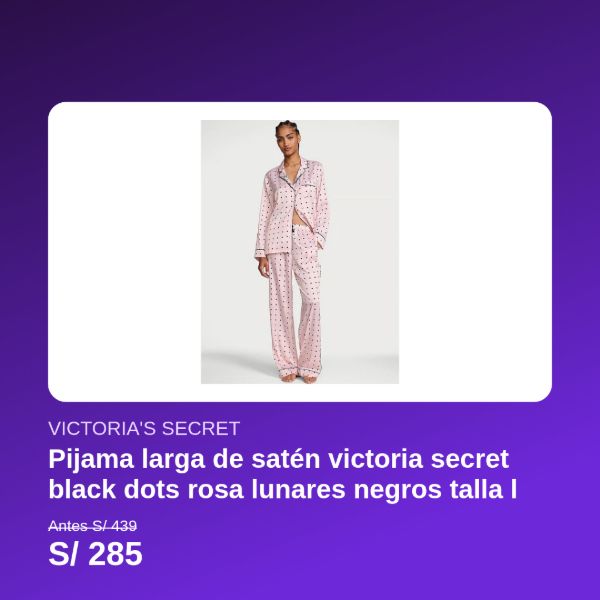 VICTORIA'S SECRET
Pijama larga de satén victoria secret
black dots rosa lunares negros talla l
Antes S/ 439
S/ 285